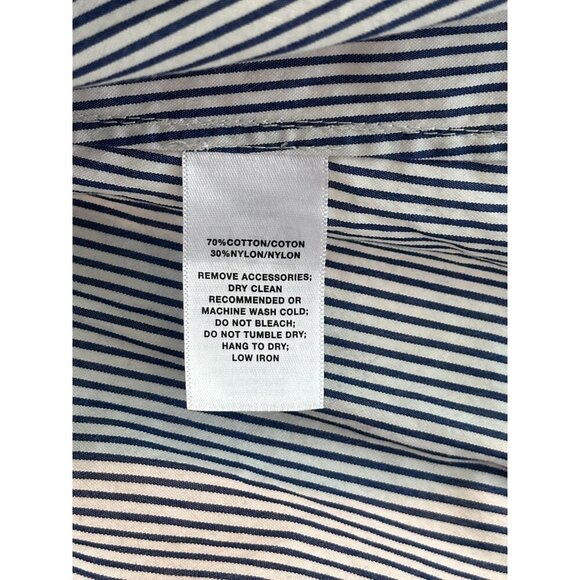 70%COTTON/COTON
30%NYLON/NYLON
REMOVE ACCESSORIES;
DRY CLEAN
RECOMMENDED OR
MACHINE WASH COLD;
DO NOT BLEACH;
DO NOT TUMBLE DRY;
HANG TO DRY;
LOW IRON